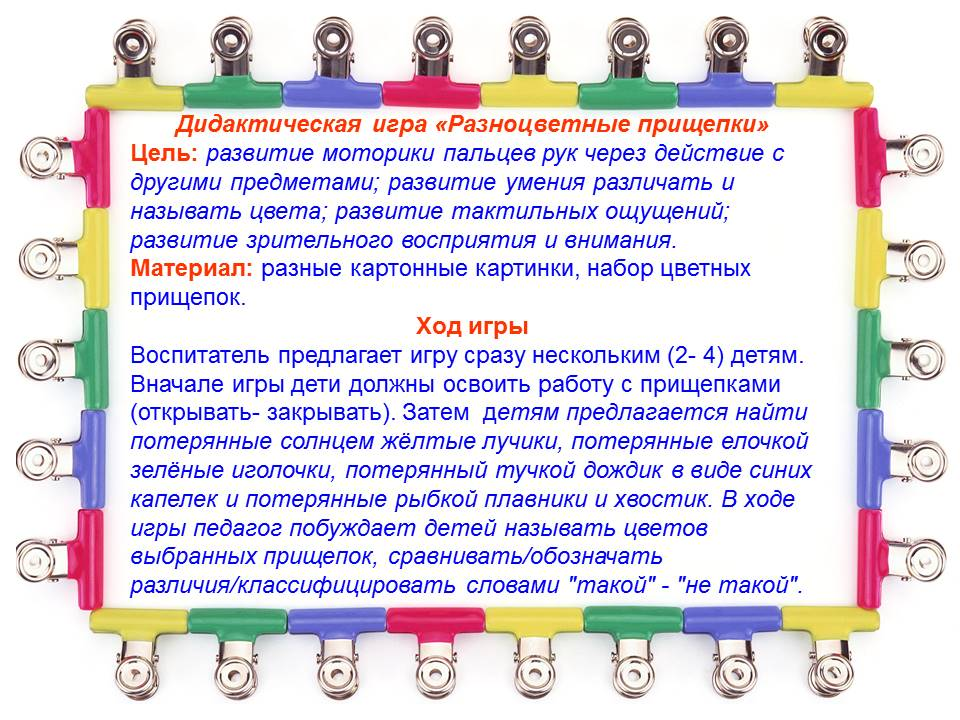 Дидактическая игра «Разноцветные прищепки»
Цель: развитие моторики пальцев рук через действие с
другими предметами; развитие умения различать и
называть цвета; развитие тактильных ощущений;
развитие зрительного восприятия и внимания.
Материал: разные картонные картинки, набор цветных
прищепок.
Ход игры
Воспитатель предлагает игру сразу нескольким (2- 4) детям.
Вначале игры дети должны освоить работу с прищепками
(открывать- закрывать). Затем  детям предлагается найти
потерянные солнцем жёлтые лучики, потерянные елочкой
зелёные иголочки, потерянный тучкой дождик в виде синих
капелек и потерянные рыбкой плавники и хвостик. В ходе
игры педагог побуждает детей называть цветов
выбранных прищепок, сравнивать/обозначать
различия/классифицировать словами "такой" - "не такой".